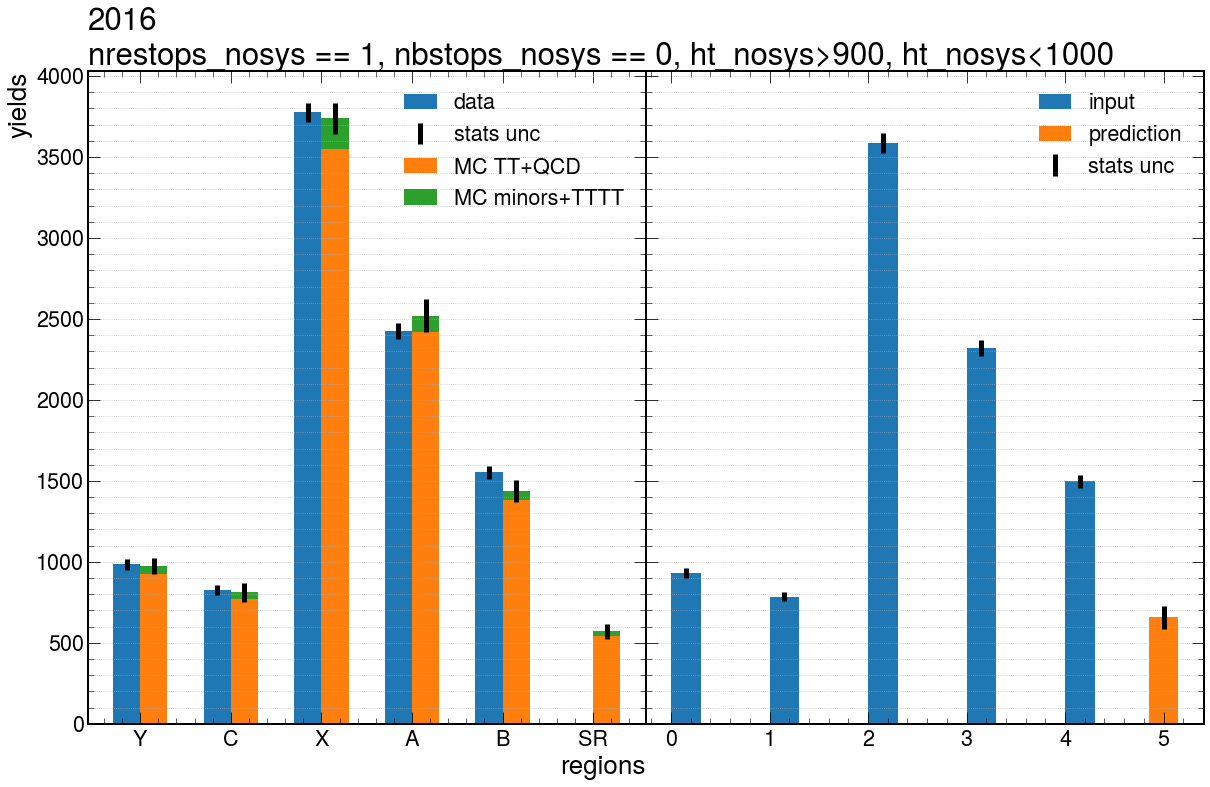 2016
nrestops_nosys == 1, nbstops_nosys == 0, ht_nosys>900, ht_nosys<1000
yields
4000
3500
3000
2500
2000
1500
1000
500
0
data
stats unc
MC TT+QCD
MC minors+TTTT
input
prediction
stats unc
Y C X A B SR 0 1 2 3 4 5
regions